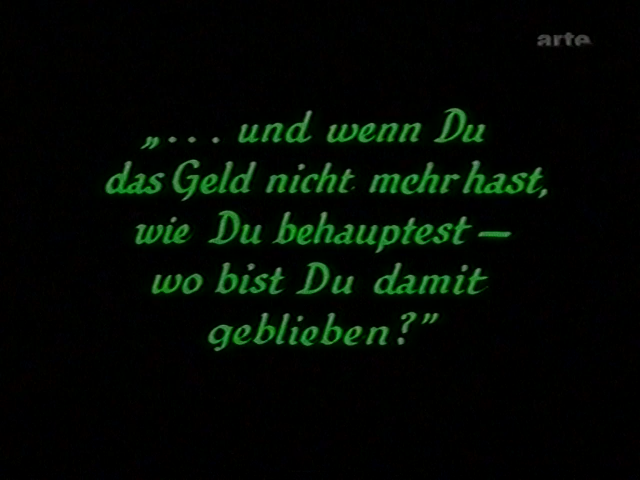 arte
„... und wenn Du
das Geld nicht mehr hast,
wie Du behauptest —
wo bist Du damit
geblieben?”